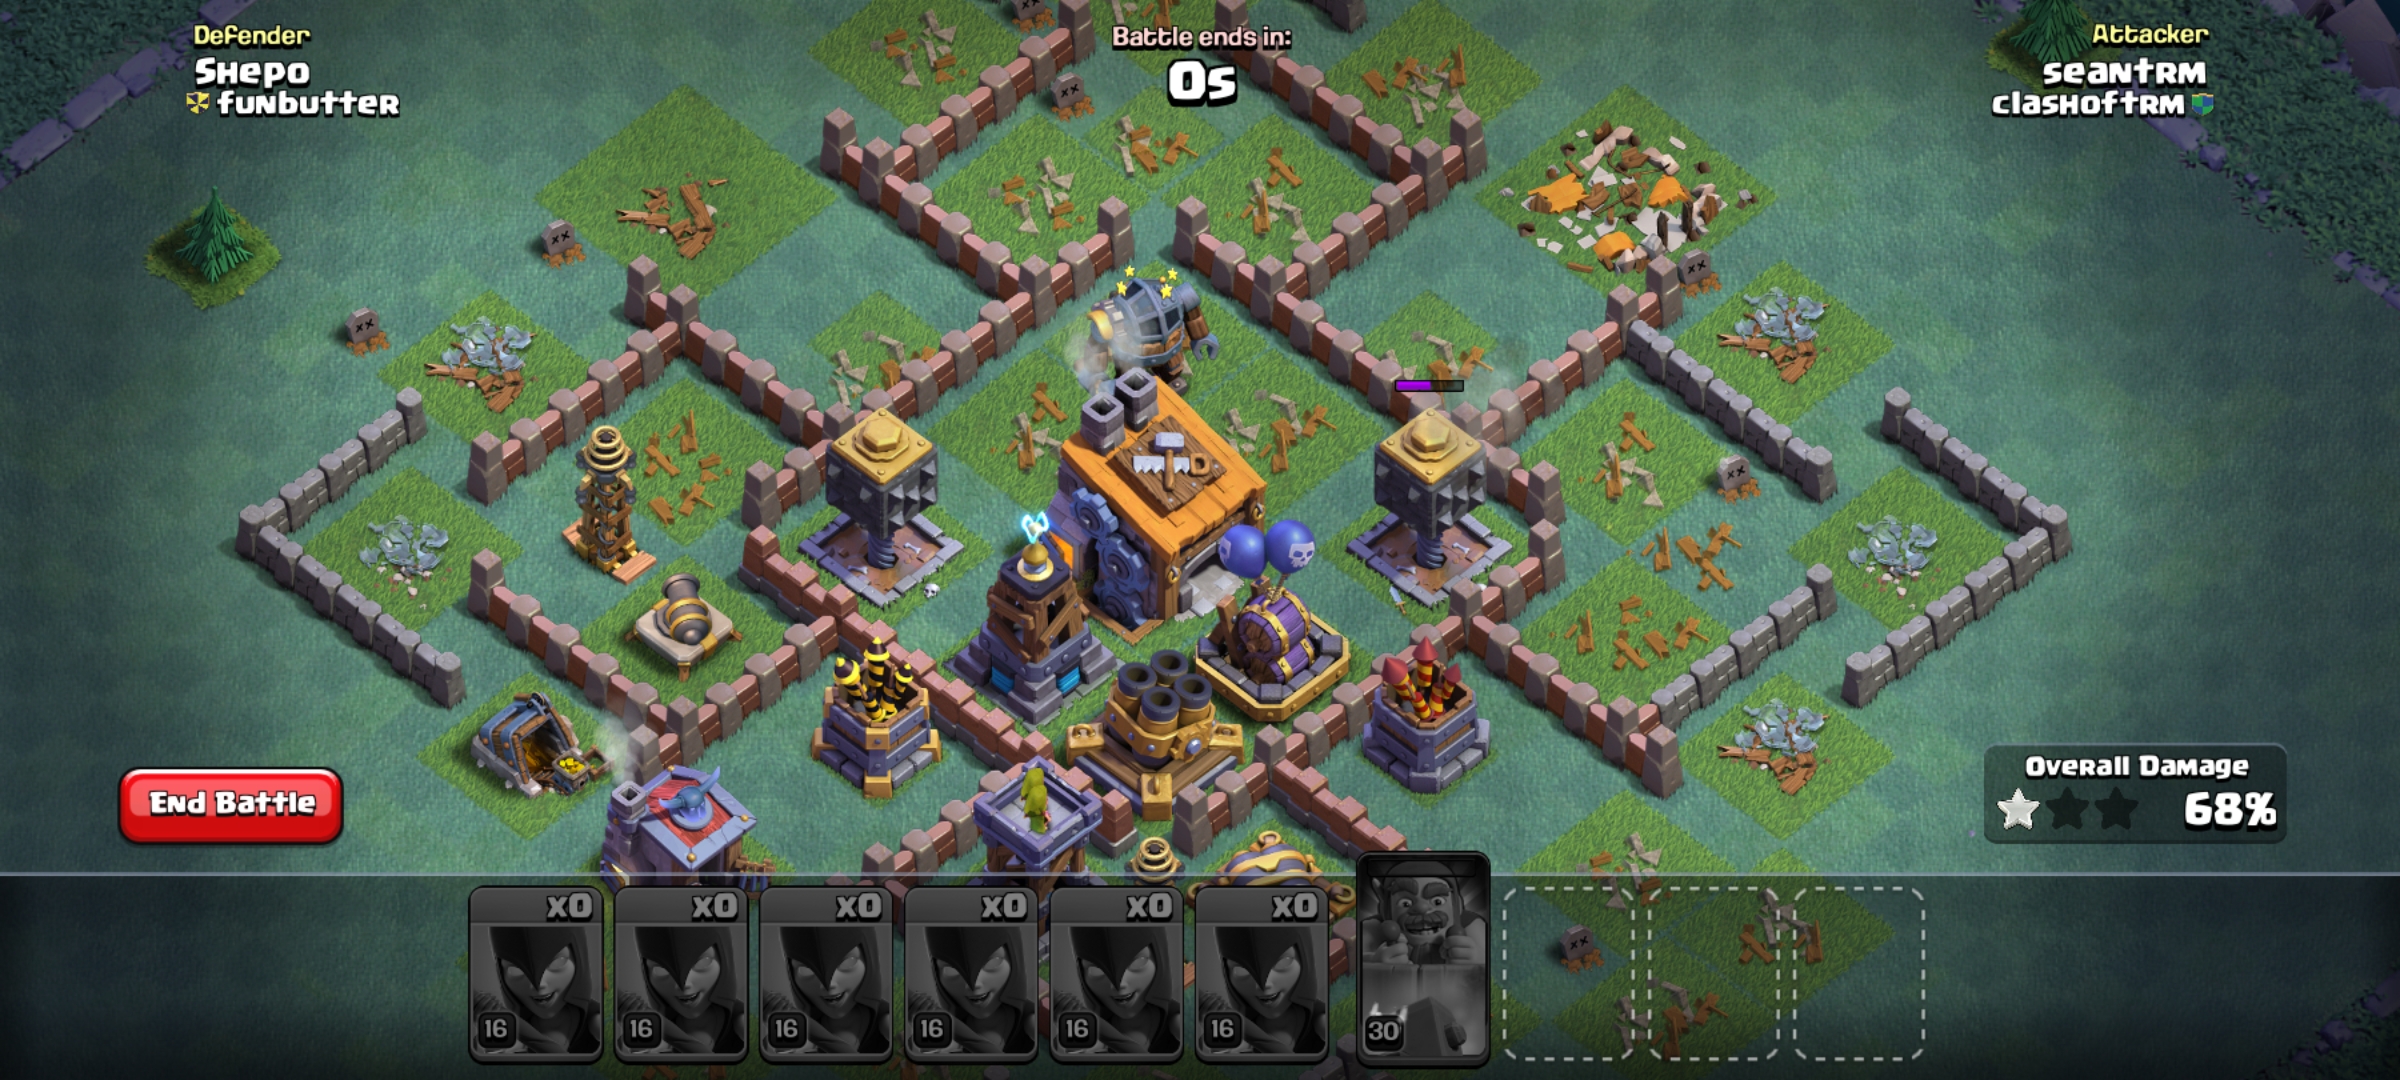 Defender
Shepo
funbutter
Battle ends in:
0s
Attacker
seantRM
clashoftRM
End Battle
Overall Damage
68%
x0
x0
x0
x0
x0
x0
16
16
16
16
16
16
30